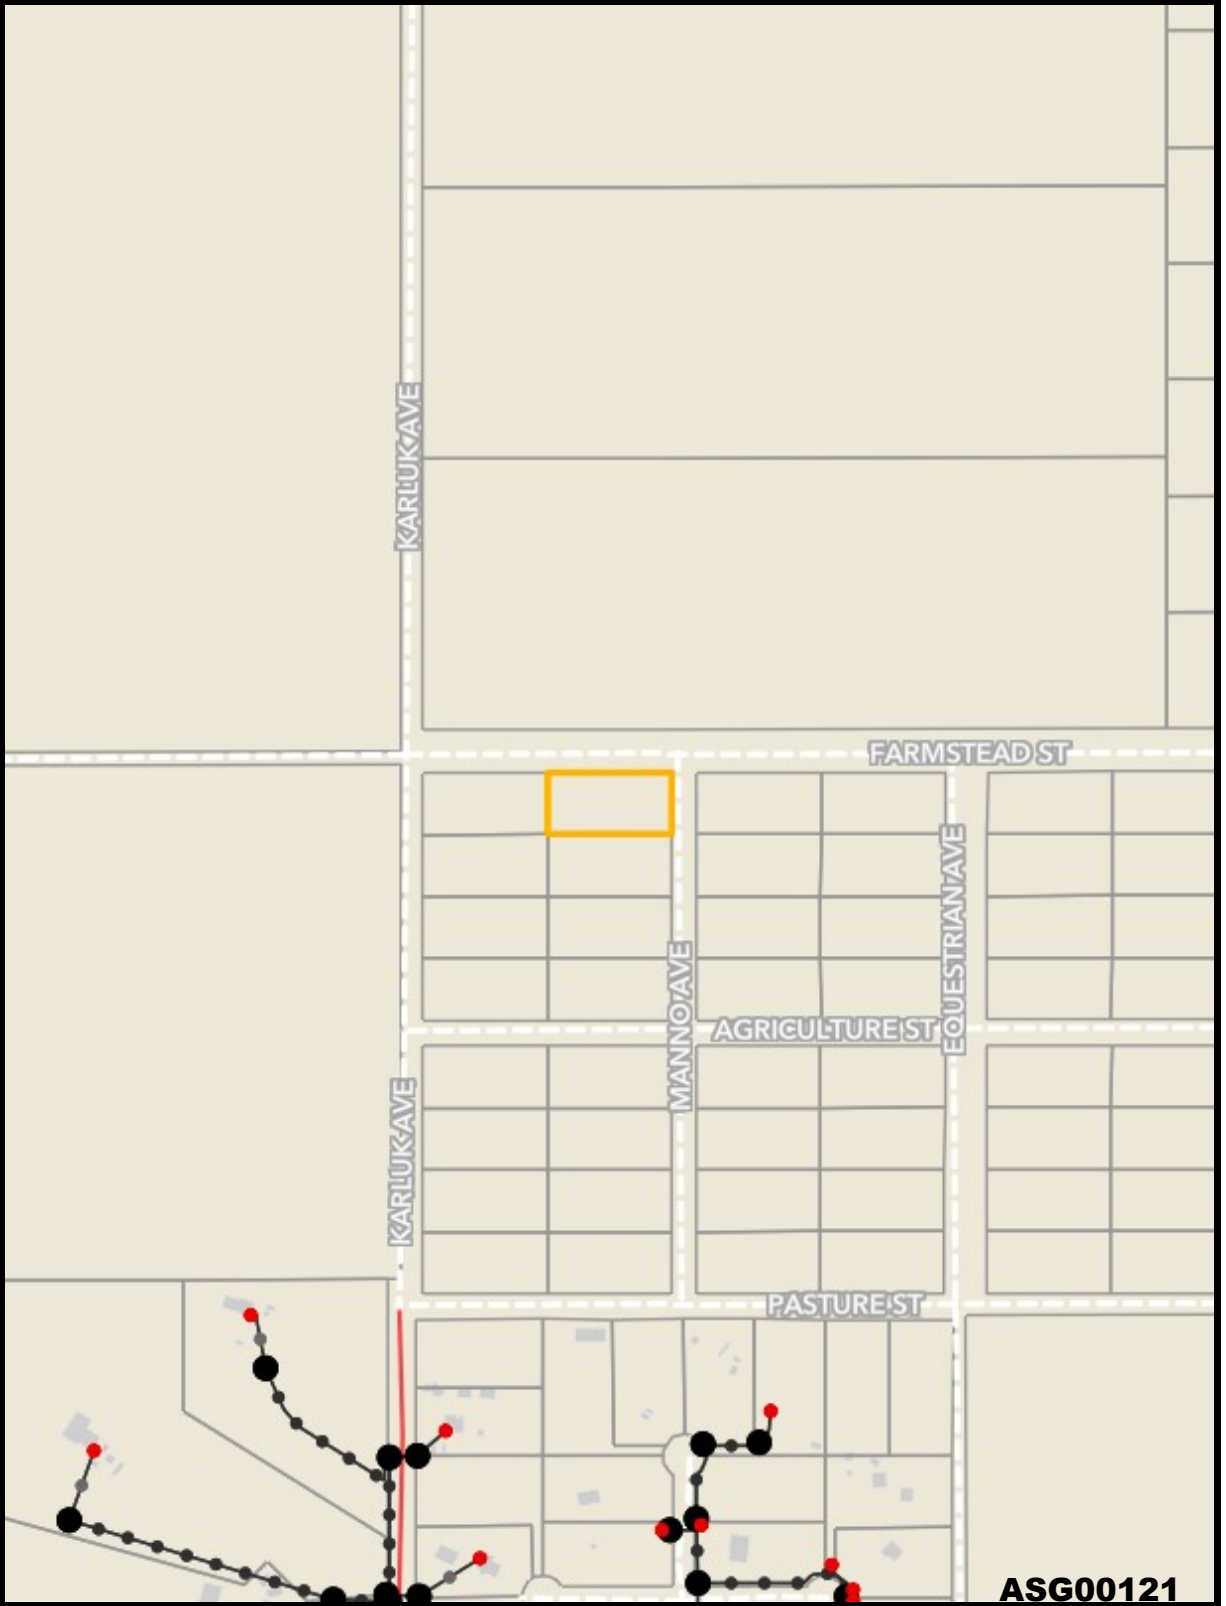 KARLUK AVE
FARMSTEAD ST
EQUESTRIAN AVE
MANNO AVE
AGRICULTURE ST
KARLUK AVE
PASTURE ST
ASG00121